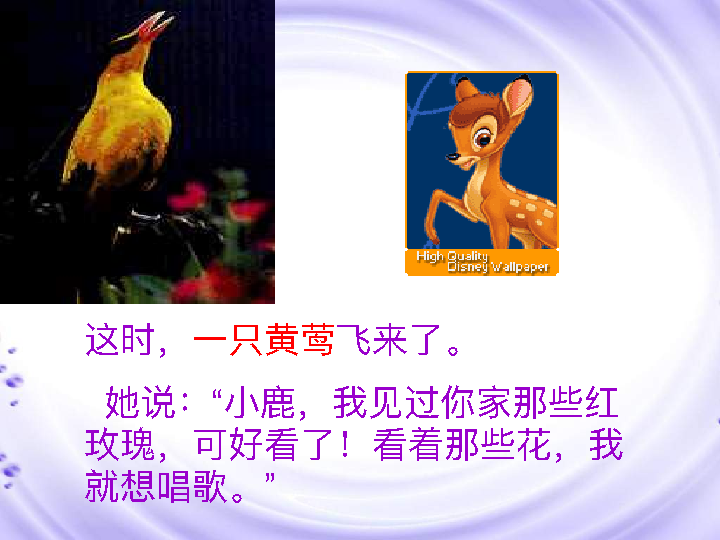 High Quality
Disney Wallpaper
这时，一只黄莺飞来了。
她说：“小鹿，我见过你家那些红
玫瑰，可好看了！看着那些花，我
就想唱歌。”